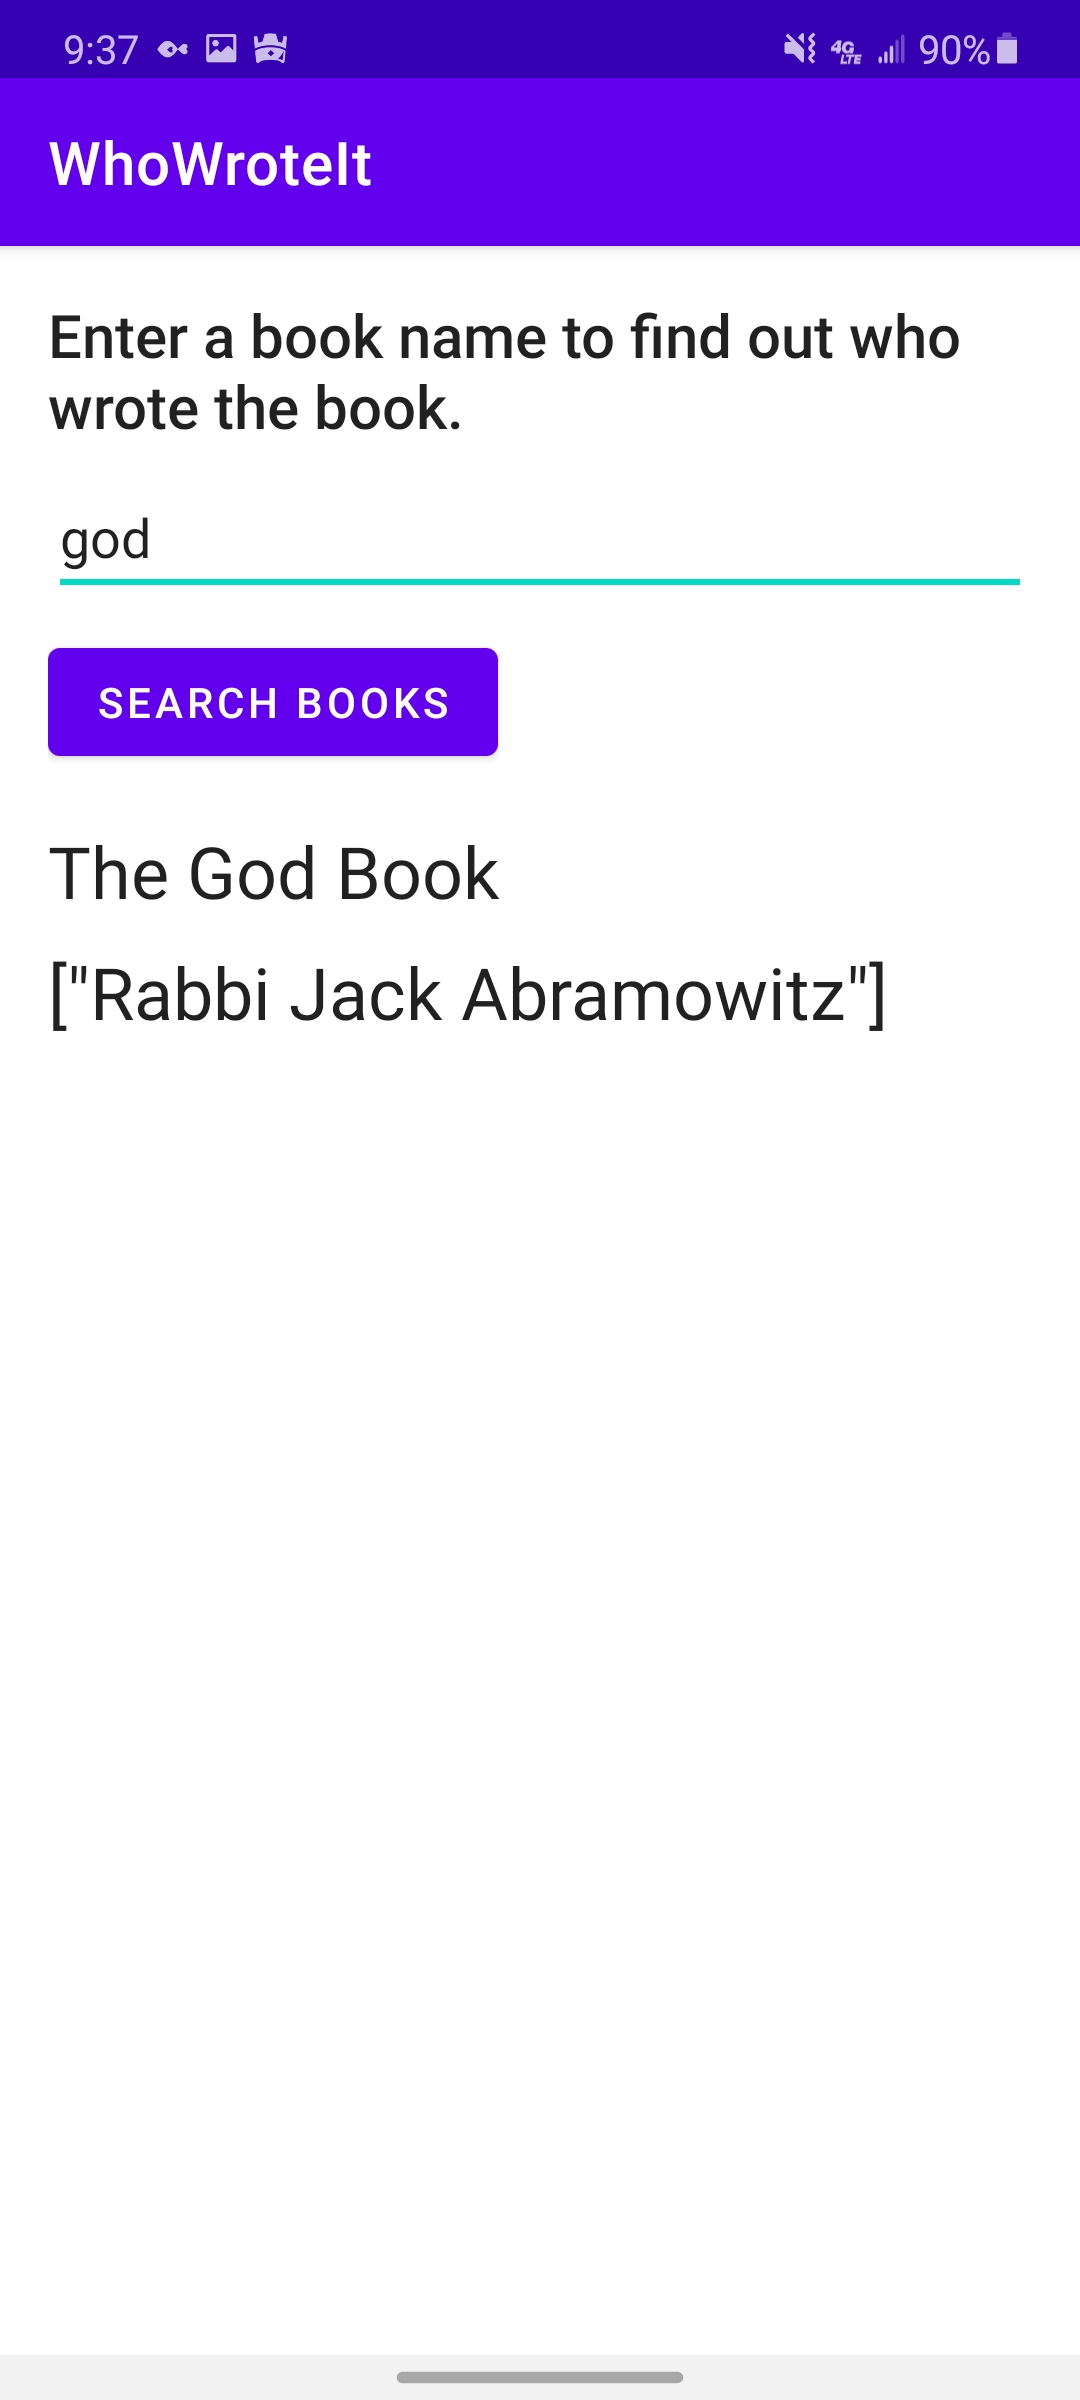 9:37 4G LTE 90%
WhoWroteIt
Enter a book name to find out who
wrote the book.
god
SEARCH BOOKS
The God Book
["Rabbi Jack Abramowitz"]